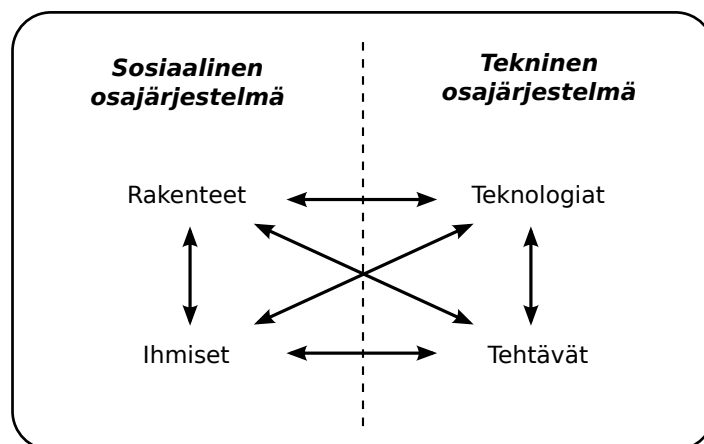 Sosiaalinen
osajärjestelmä
Tekninen
osajärjestelmä
Rakenteet
Teknologiat
Ihmiset
Tehtävät